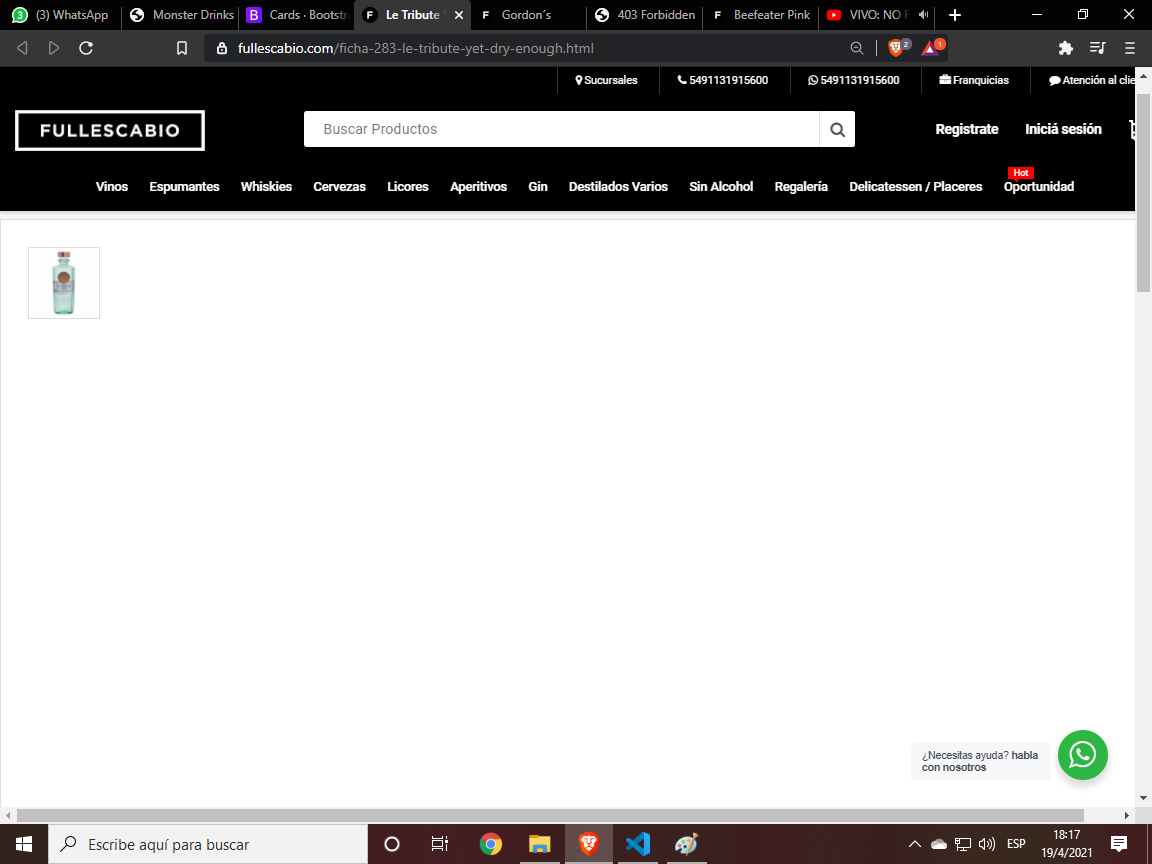 (3) WhatsApp
Monster Drinks
Cards · Bootstr
Le Tribute
Gordon´s
403 Forbidden
Beefeater Pink
VIVO: NO
fullescabio.com/ficha-283-le-tribute-yet-dry-enough.html
2
1
Sucursales
5491131915600
5491131915600
Franquicias
Atención al clie
FULLESCABIO
Buscar Productos
Registrate
Iniciá sesión
Hot
Vinos
Espumantes
Whiskies
Cervezas
Licores
Aperitivos
Gin
Destilados Varios
Sin Alcohol
Regalería
Delicatessen / Placeres
Oportunidad
¿Necesitas ayuda? habla
con nosotros
Escribe aquí para buscar
ESP
18:17
19/4/2021